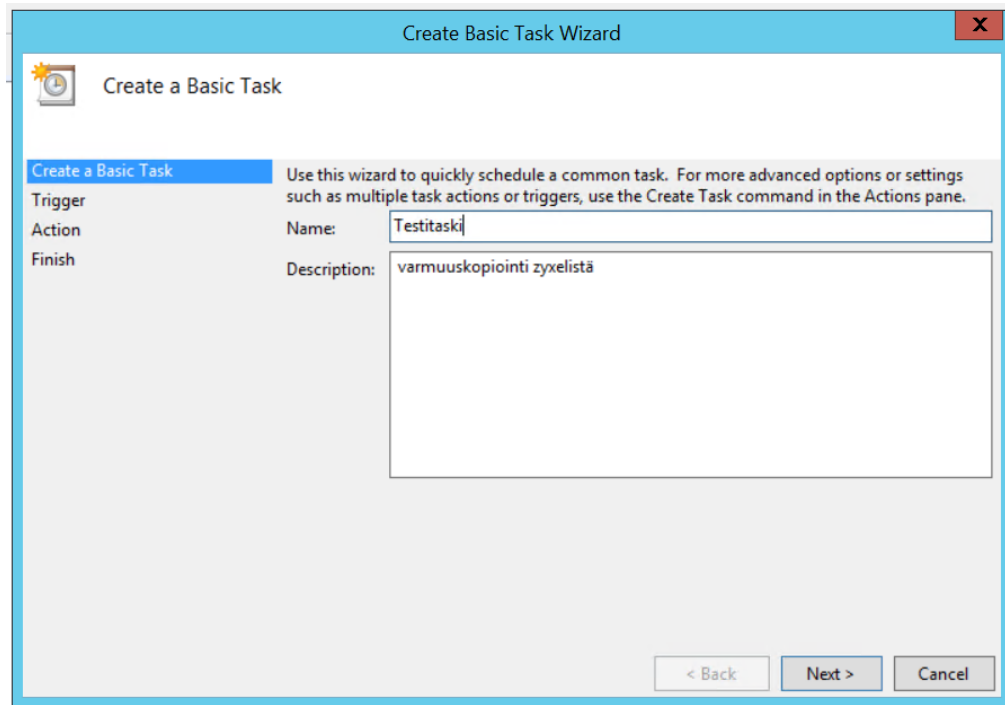 Create Basic Task Wizard
X
Create a Basic Task
Create a Basic Task
Trigger
Action
Finish
Use this wizard to quickly schedule a common task. For more advanced options or settings
such as multiple task actions or triggers, use the Create Task command in the Actions pane.
Name:
Testitaski
Description:
varmuuskopiointi zyxelistä
< Back
Next >
Cancel